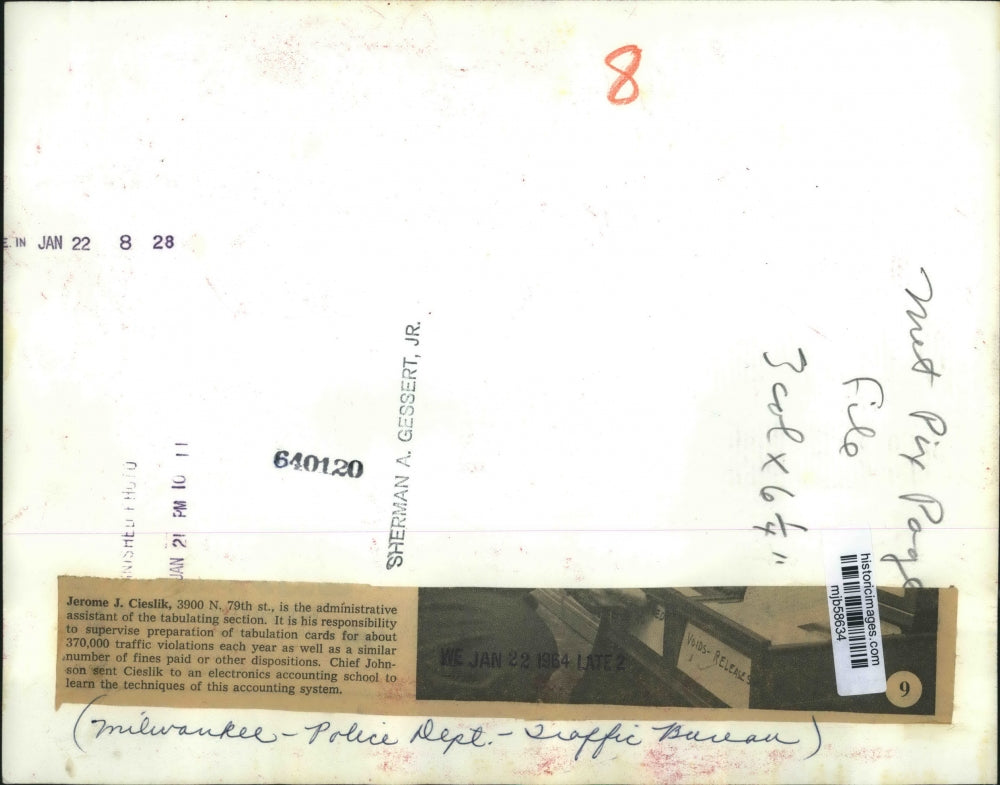 8
E. IN JAN 22 8 28
Wed Pix Page
File
3 col x 6 1/4"
SHERMAN A. GESSERT, JR.
640120
JAN 21 PM 10 11
historicimages.com
mjb58634
Jerome J. Cieslik, 3900 N. 79th st., is the administrative
assistant of the tabulating section. It is his responsibility
to supervise preparation of tabulation cards for about
370,000 traffic violations each year as well as a similar
number of fines paid or other dispositions. Chief John-
son sent Cieslik to an electronics accounting school to
learn the techniques of this accounting system.
ED
VOIDS - RELEASES
WE JAN 22 1964 LATE 2
9
(Milwaukee - Police Dept. - Traffic Bureau)